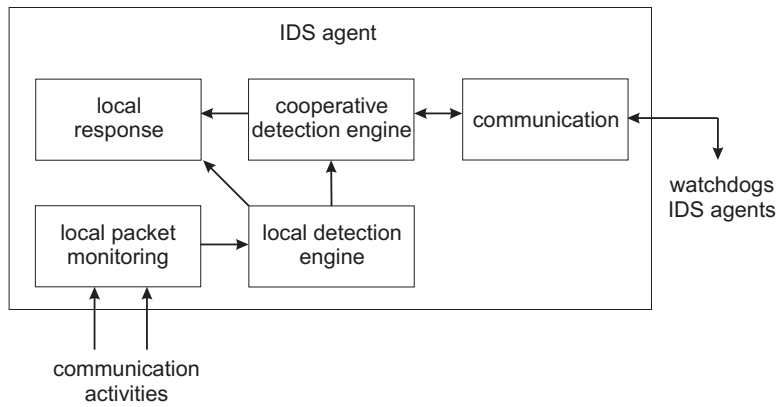 IDS agent
local
response
cooperative
detection engine
communication
watchdogs
IDS agents
local packet
monitoring
local detection
engine
communication
activities